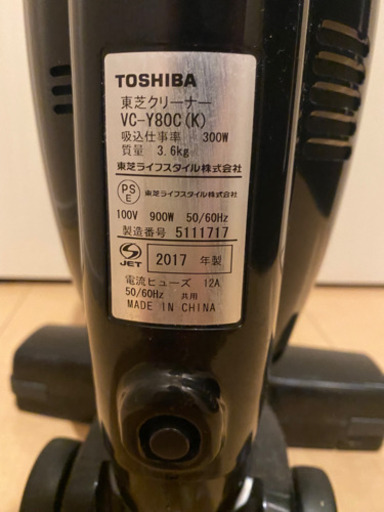 TOSHIBA
東芝クリーナー
VC-Y80C(K)
吸込仕事率 300W
質量 3.6kg
東芝ライフスタイル株式会社
PS
E 東芝ライフスタイル株式会社
100V 900W 50/60Hz
製造番号 5111717
S JET 2017 年製
電流ヒューズ 12A
50/60Hz 共用
MADE IN CHINA